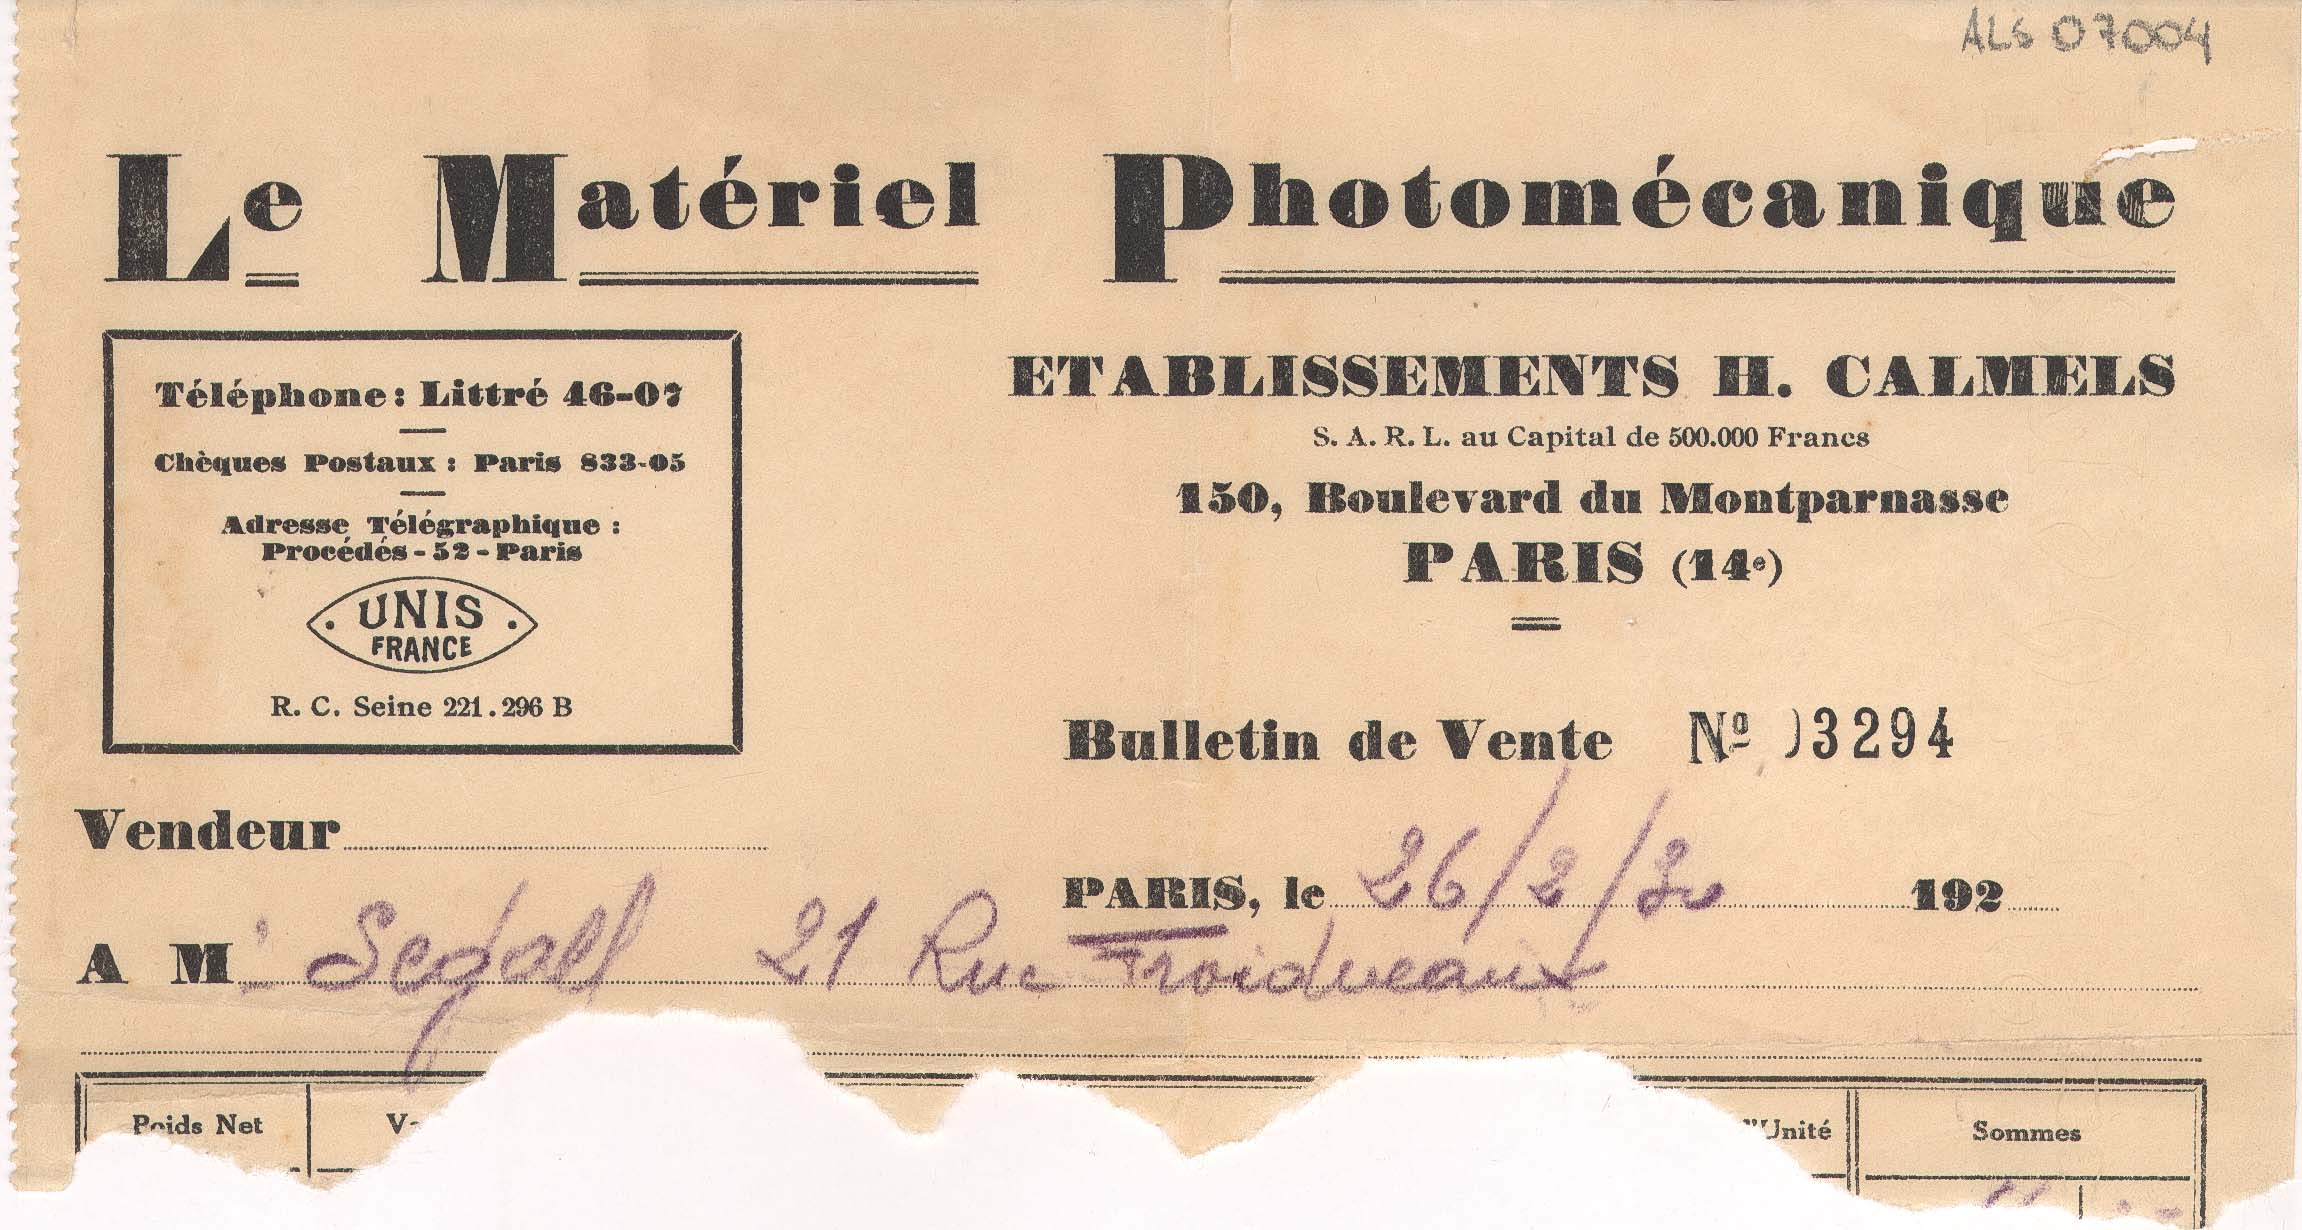 ALS 07004
Le Matériel Photomécanique
Téléphone : Littré 46-07
Chèques Postaux : Paris 833-05
Adresse Télégraphique :
Procédés - 52 - Paris
UNIS
FRANCE
R. C. Seine 221.296 B
ETABLISSEMENTS H. CALMELS
S. A. R. L. au Capital de 500.000 Francs
150, Boulevard du Montparnasse
PARIS (14e)
Bulletin de Vente Nº 03294
Vendeur
PARIS, le 26/2/30 192
A M Segall 21 Rue Froidveaux
Poids Net
l'Unité
Sommes